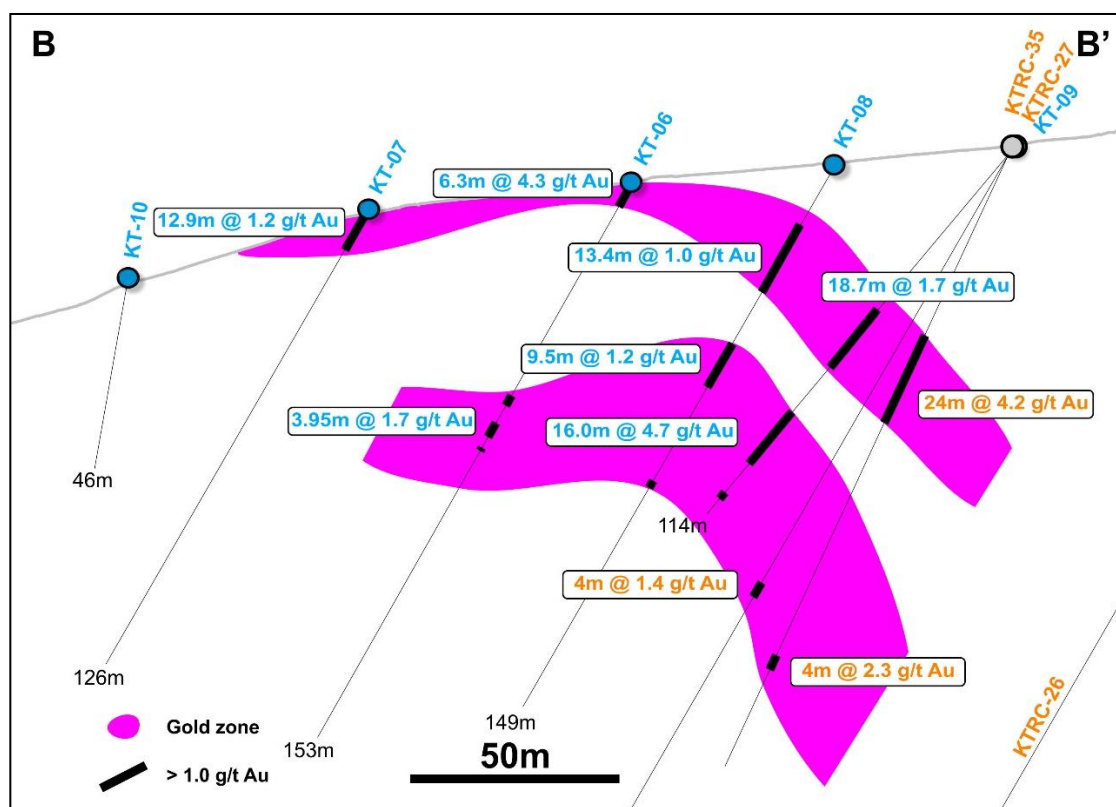 B
B’
KTRC-35
KTRC-27
KT-09
KT-08
KT-06
KT-07
KT-10
6.3m @ 4.3 g/t Au
12.9m @ 1.2 g/t Au
13.4m @ 1.0 g/t Au
18.7m @ 1.7 g/t Au
9.5m @ 1.2 g/t Au
24m @ 4.2 g/t Au
3.95m @ 1.7 g/t Au
16.0m @ 4.7 g/t Au
46m
114m
4m @ 1.4 g/t Au
4m @ 2.3 g/t Au
126m
KTRC-26
149m
153m
Gold zone
50m
> 1.0 g/t Au